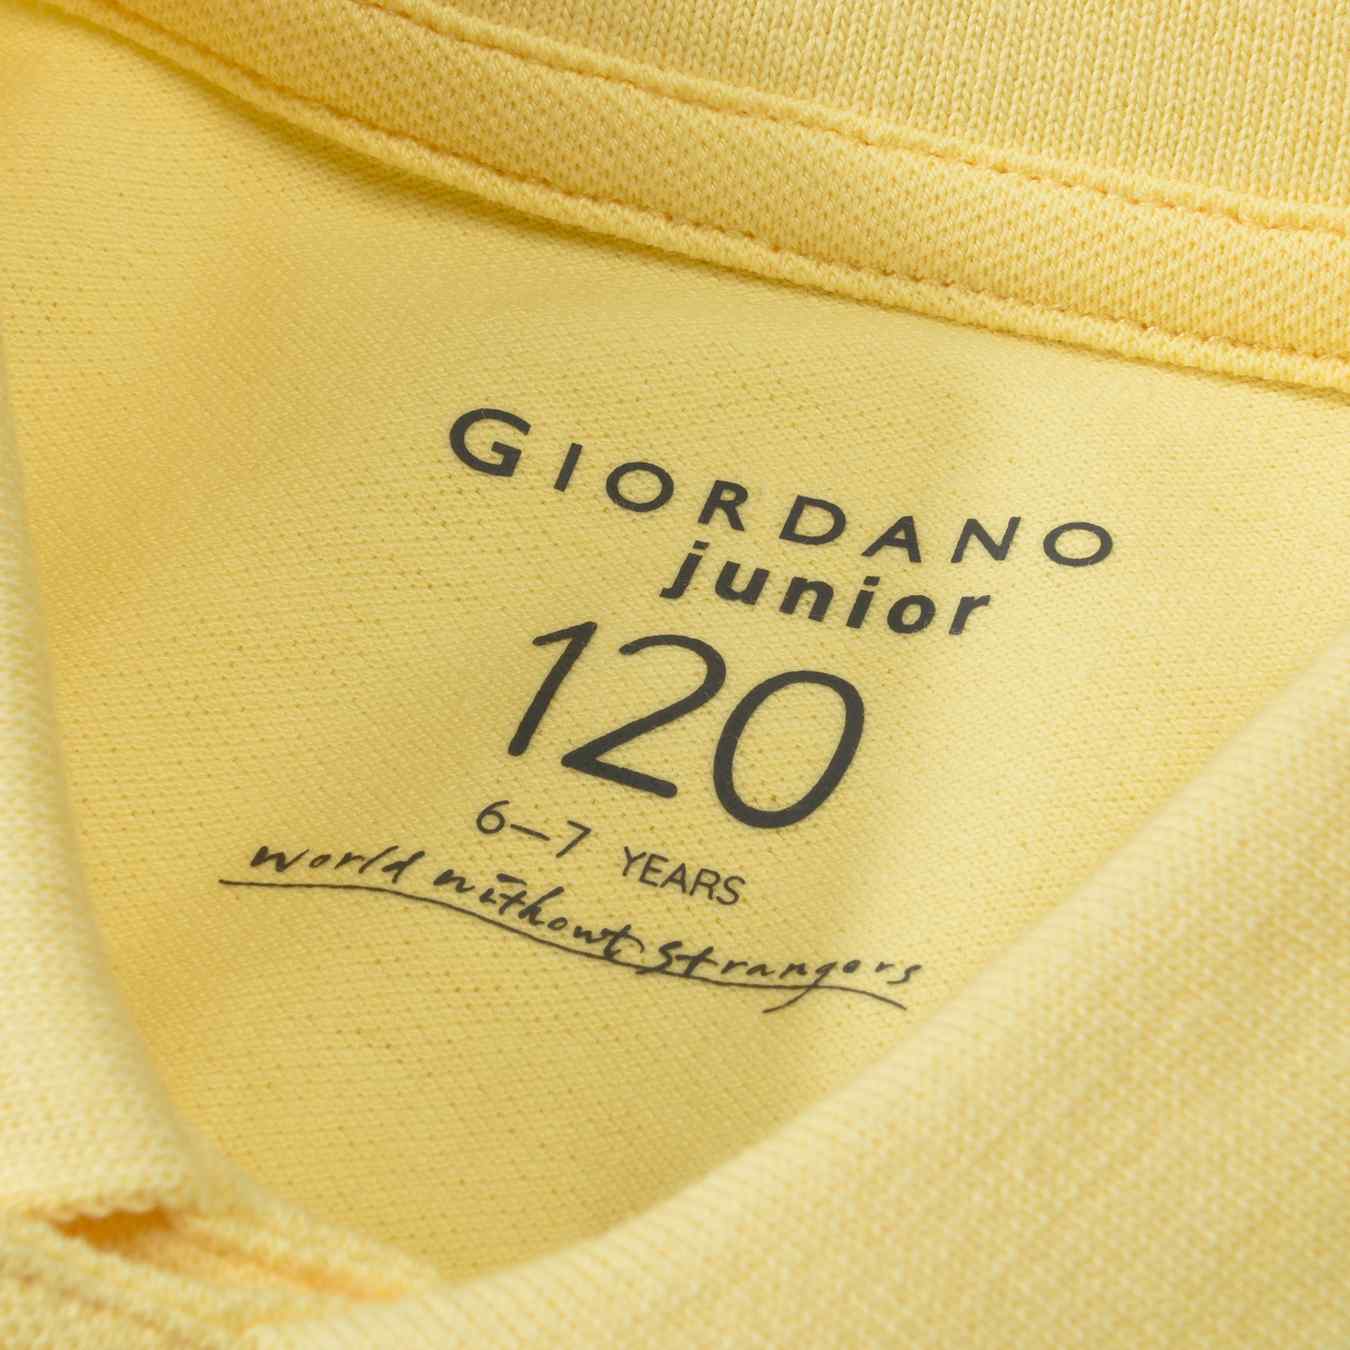 GIORDANO
junior
120
6–7 YEARS
world without strangers